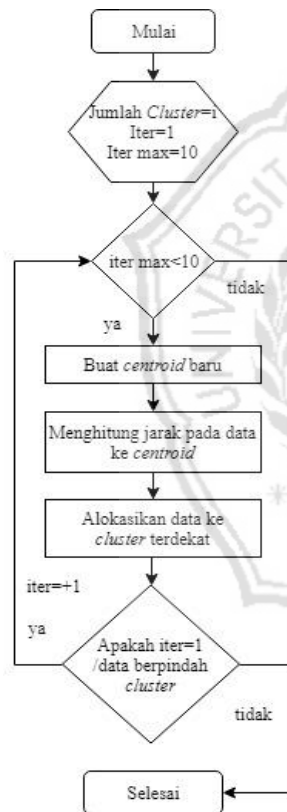 Mulai
Jumlah Cluster=1
Iter=1
Iter max=10
iter max<10
tidak
ya
Buat centroid baru
Menghitung jarak pada data
ke centroid
Alokasikan data ke
cluster terdekat
iter=+1
ya
Apakah iter=1
/data berpindah
cluster
tidak
Selesai
UNIVERSIT